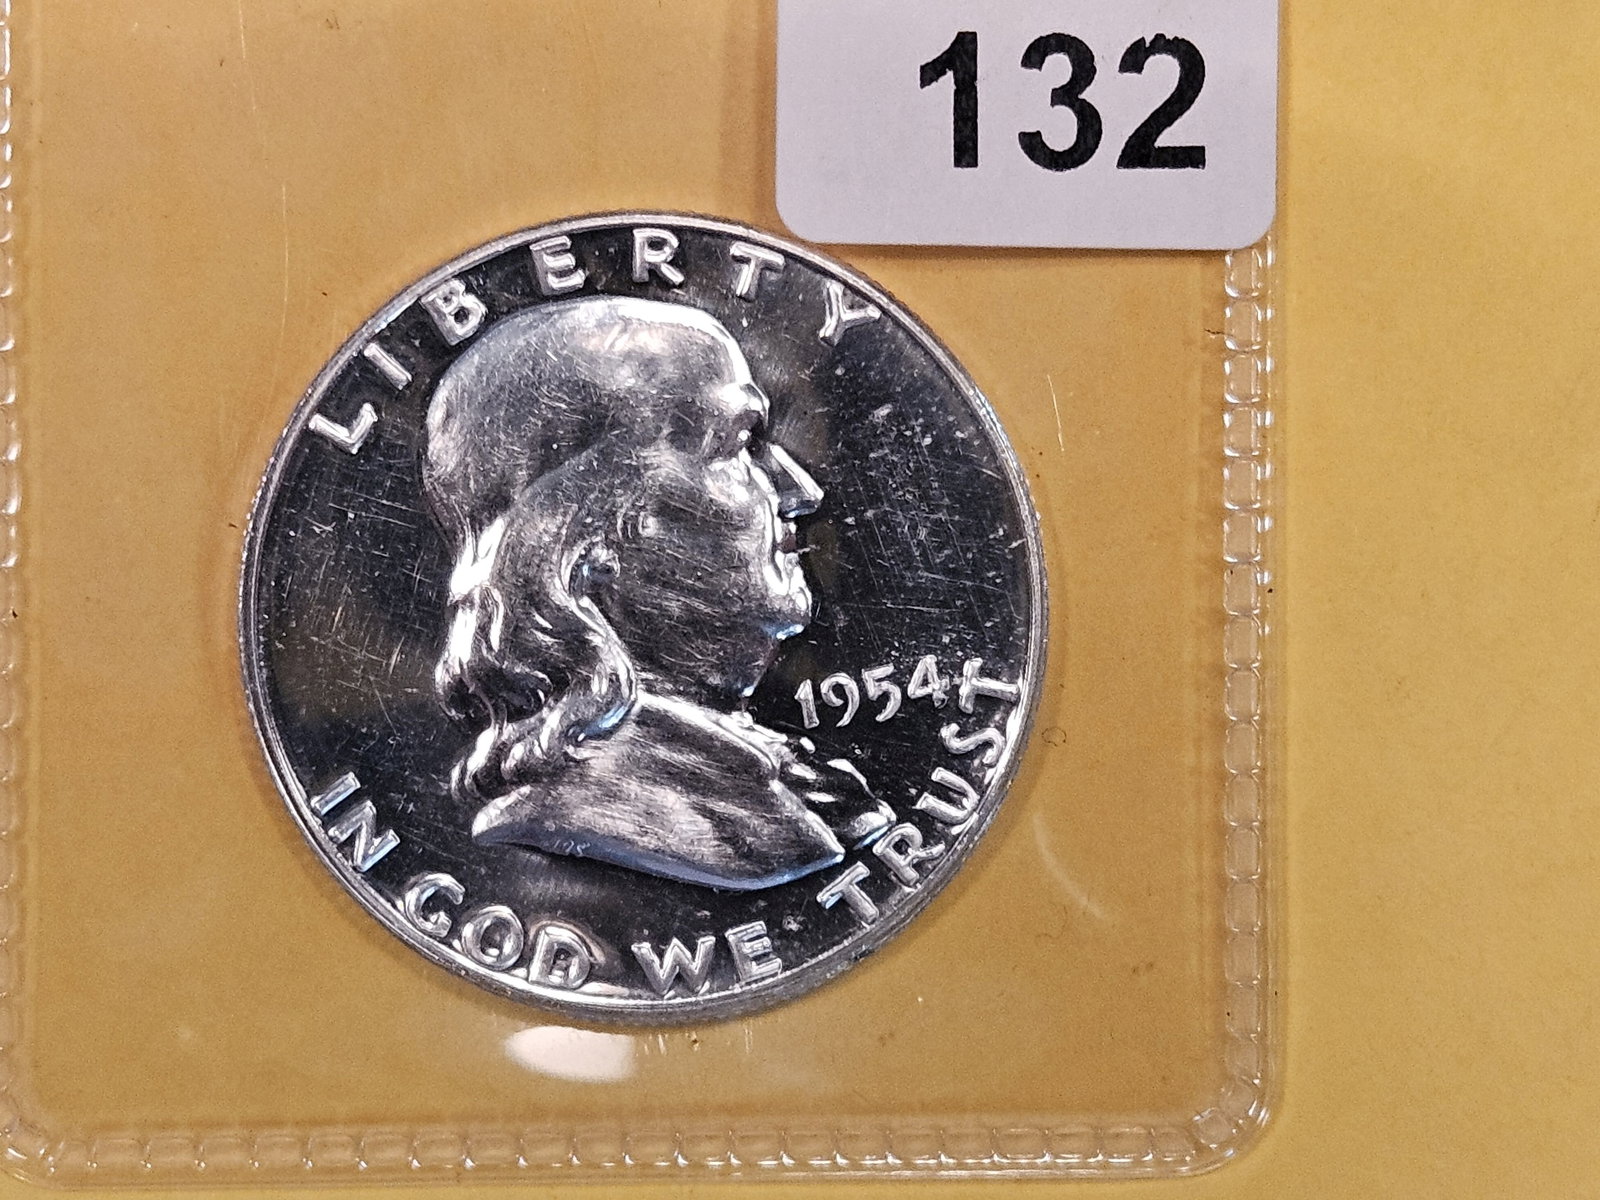 132
LIBERTY
1954
IN GOD WE TRUST